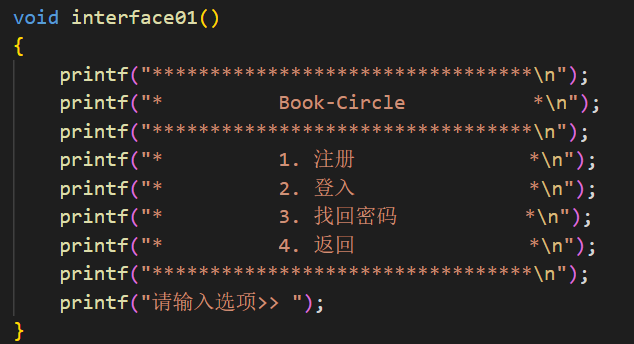 void interface01()
{
    printf("*********************************\n");
    printf("*          Book-Circle           *\n");
    printf("*********************************\n");
    printf("*          1. 注册               *\n");
    printf("*          2. 登入               *\n");
    printf("*          3. 找回密码           *\n");
    printf("*          4. 返回               *\n");
    printf("*********************************\n");
    printf("请输入选项>> ");
}